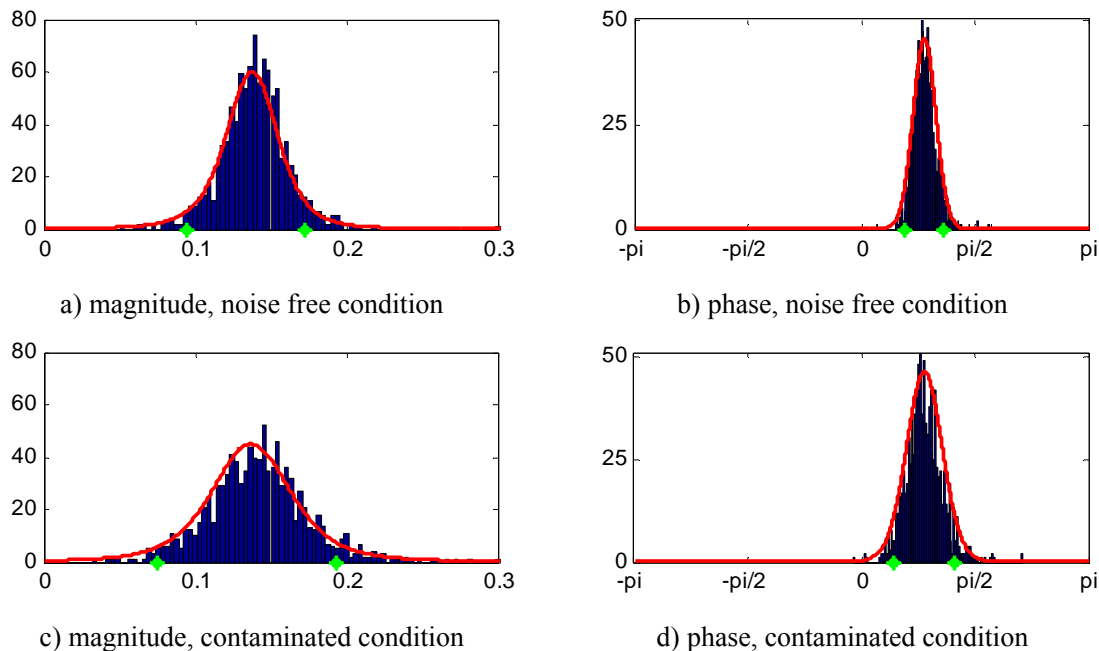 80
60
40
20
0
0 0.1 0.2 0.3
a) magnitude, noise free condition
50
25
0
-pi -pi/2 0 pi/2 pi
b) phase, noise free condition
80
60
40
20
0
0 0.1 0.2 0.3
c) magnitude, contaminated condition
50
25
0
-pi -pi/2 0 pi/2 pi
d) phase, contaminated condition